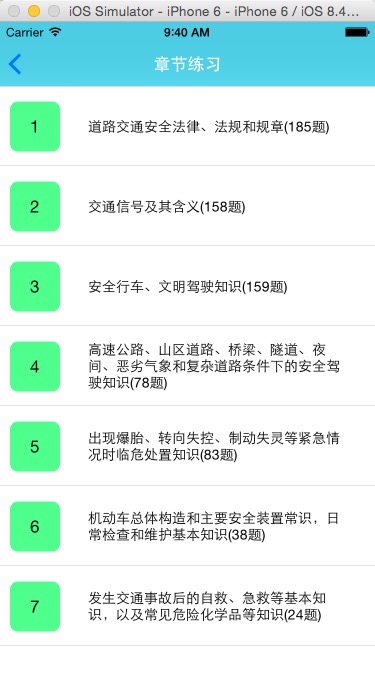 iOS Simulator - iPhone 6 - iPhone 6 / iOS 8.4...
Carrier 9:40 AM
章节练习
1 道路交通安全法律、法规和规章(185题)
2 交通信号及其含义(158题)
3 安全行车、文明驾驶知识(159题)
4 高速公路、山区道路、桥梁、隧道、夜
间、恶劣气象和复杂道路条件下的安全驾
驶知识(78题)
5 出现爆胎、转向失控、制动失灵等紧急情
况时临危处置知识(83题)
6 机动车总体构造和主要安全装置常识，日
常检查和维护基本知识(38题)
7 发生交通事故后的自救、急救等基本知
识，以及常见危险化学品等知识(24题)